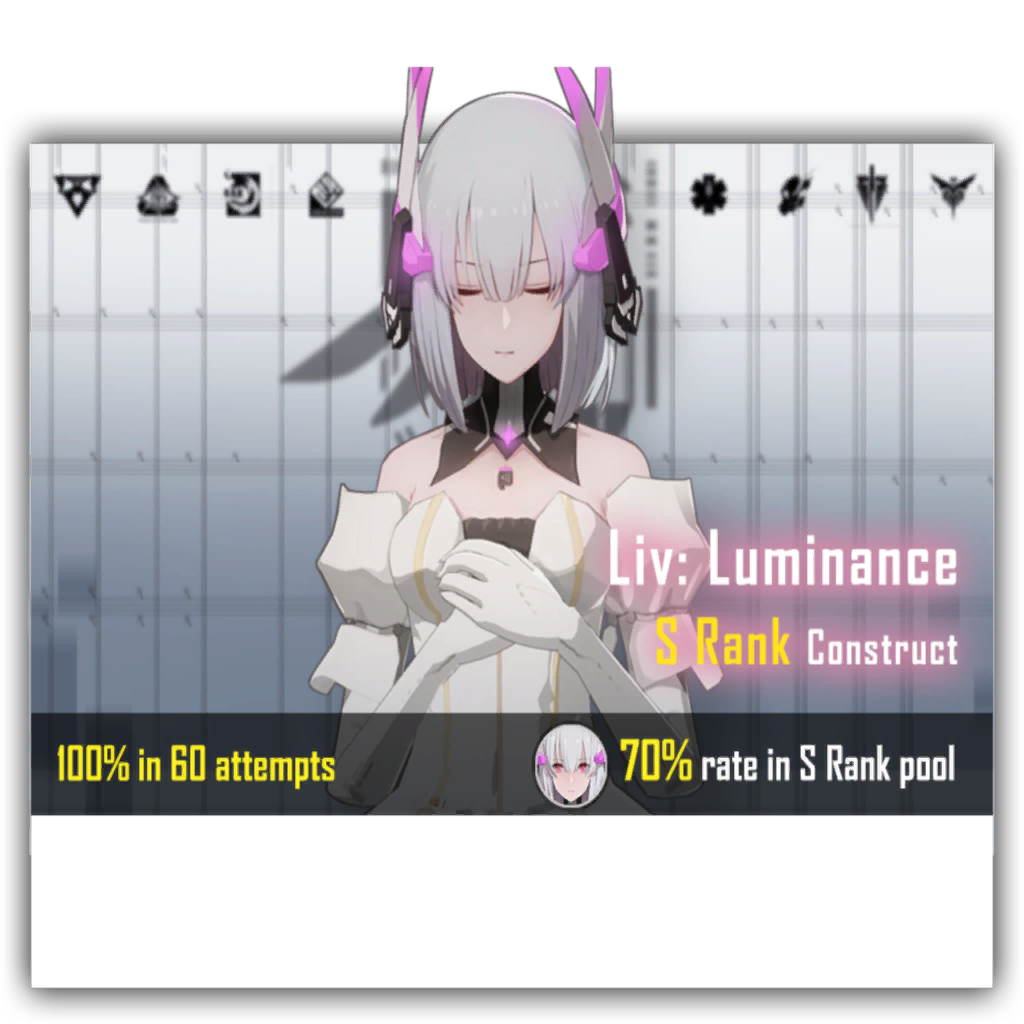 Liv: Luminance
S Rank Construct
100% in 60 attempts
70% rate in S Rank pool